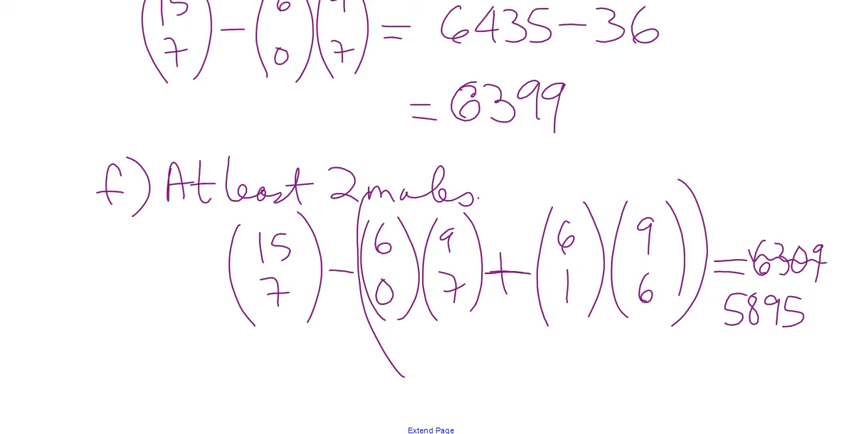 (15 7) − (6 0)(9 7) = 6435 − 36
= 6399
f) At least 2 males.
(15 7) − ((6 0)(9 7) + (6 1)(9 6)) = 6309
5895
Extend Page